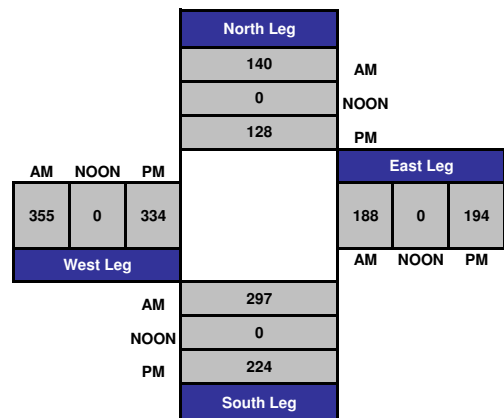 North Leg
140 AM
0 NOON
128 PM
AM NOON PM
East Leg
355 0 334
188 0 194
West Leg
AM NOON PM
AM 297
NOON 0
PM 224
South Leg